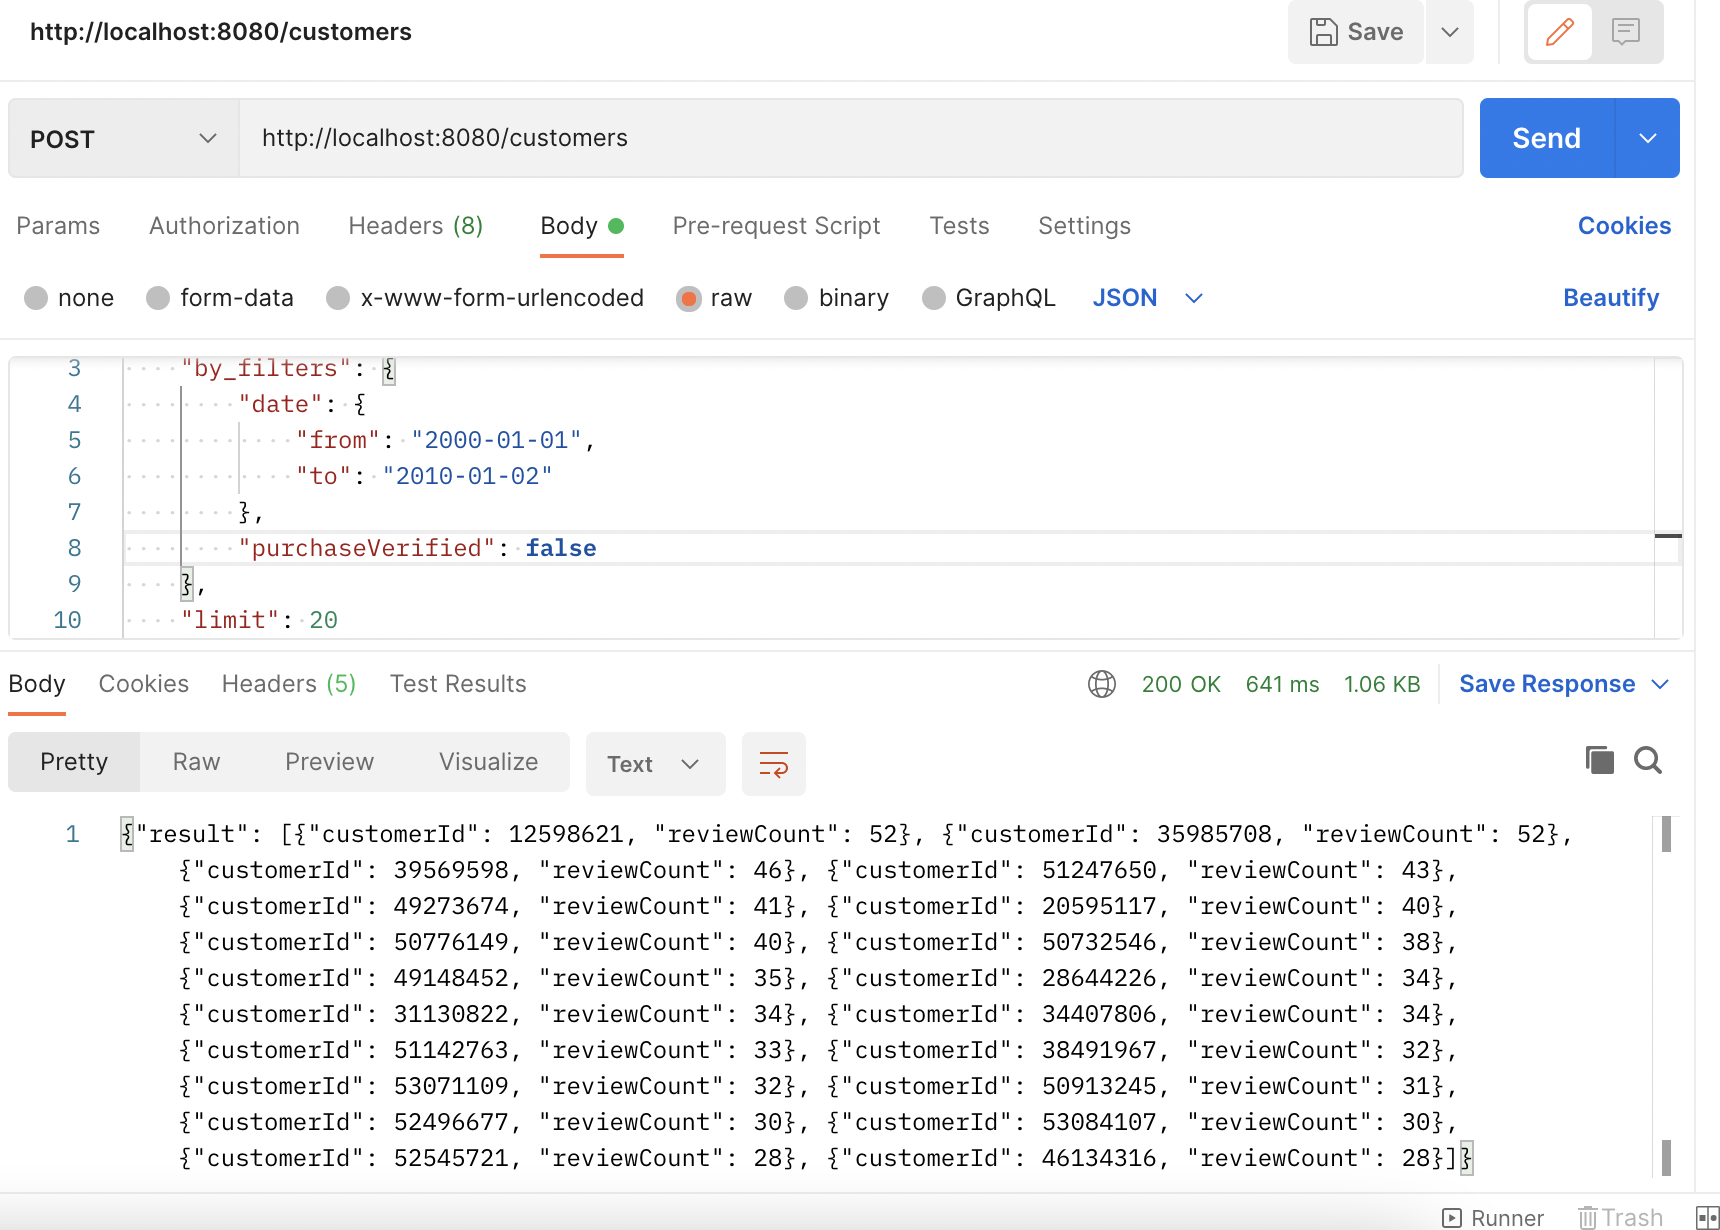 http://localhost:8080/customers
Save
POST
http://localhost:8080/customers
Send
Params Authorization Headers (8) Body Pre-request Script Tests Settings Cookies
none form-data x-www-form-urlencoded raw binary GraphQL JSON Beautify
3 "by_filters": {
4 "date": {
5 "from": "2000-01-01",
6 "to": "2010-01-02"
7 },
8 "purchaseVerified": false
9 },
10 "limit": 20
Body Cookies Headers (5) Test Results 200 OK 641 ms 1.06 KB Save Response
Pretty Raw Preview Visualize Text
1 {"result": [{"customerId": 12598621, "reviewCount": 52}, {"customerId": 35985708, "reviewCount": 52},
{"customerId": 39569598, "reviewCount": 46}, {"customerId": 51247650, "reviewCount": 43},
{"customerId": 49273674, "reviewCount": 41}, {"customerId": 20595117, "reviewCount": 40},
{"customerId": 50776149, "reviewCount": 40}, {"customerId": 50732546, "reviewCount": 38},
{"customerId": 49148452, "reviewCount": 35}, {"customerId": 28644226, "reviewCount": 34},
{"customerId": 31130822, "reviewCount": 34}, {"customerId": 34407806, "reviewCount": 34},
{"customerId": 51142763, "reviewCount": 33}, {"customerId": 38491967, "reviewCount": 32},
{"customerId": 53071109, "reviewCount": 32}, {"customerId": 50913245, "reviewCount": 31},
{"customerId": 52496677, "reviewCount": 30}, {"customerId": 53084107, "reviewCount": 30},
{"customerId": 52545721, "reviewCount": 28}, {"customerId": 46134316, "reviewCount": 28}]}
Runner Trash